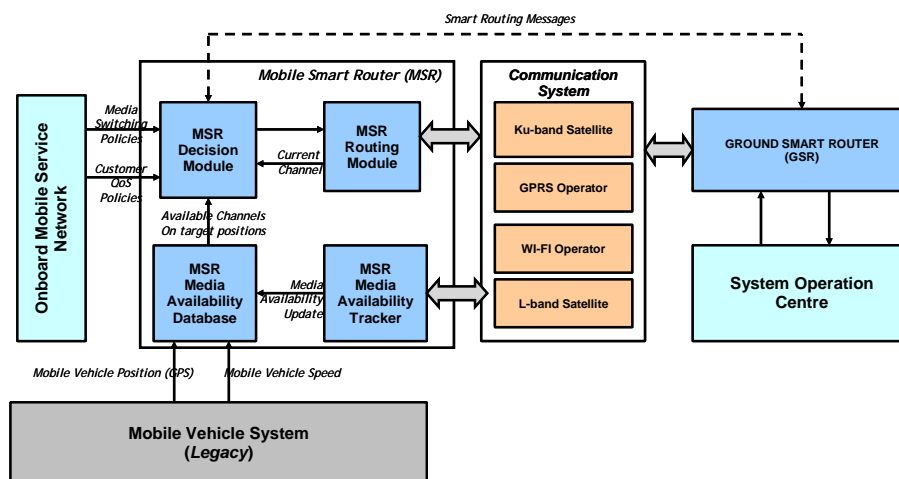 Smart Routing Messages
Mobile Smart Router (MSR)
Communication
System
Media
Switching
Policies
Customer
QoS
Policies
Onboard Mobile Service
Network
MSR
Decision
Module
Current
Channel
MSR
Routing
Module
Ku-band Satellite
GPRS Operator
WI-FI Operator
L-band Satellite
GROUND SMART ROUTER
(GSR)
Available Channels
On target positions
MSR
Media
Availability
Database
Media
Availability
Update
MSR
Media
Availability
Tracker
System Operation
Centre
Mobile Vehicle Position (GPS)
Mobile Vehicle Speed
Mobile Vehicle System
(Legacy)